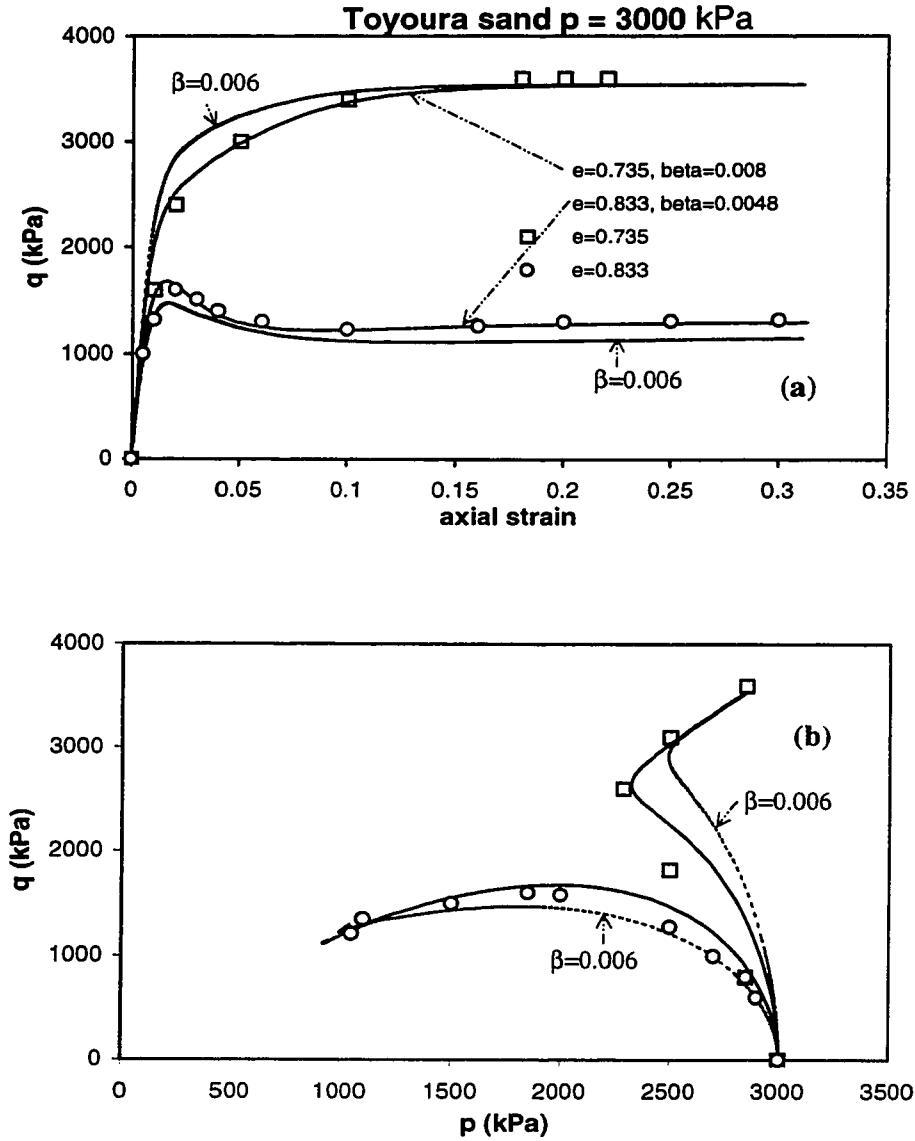 Toyoura sand p = 3000 kPa
4000
3000
2000
1000
0
q (kPa)
β=0.006
e=0.735, beta=0.008
e=0.833, beta=0.0048
e=0.735
e=0.833
β=0.006
(a)
0 0.05 0.1 0.15 0.2 0.25 0.3 0.35
axial strain
4000
3000
2000
1000
0
q (kPa)
(b)
β=0.006
β=0.006
0 500 1000 1500 2000 2500 3000 3500
p (kPa)